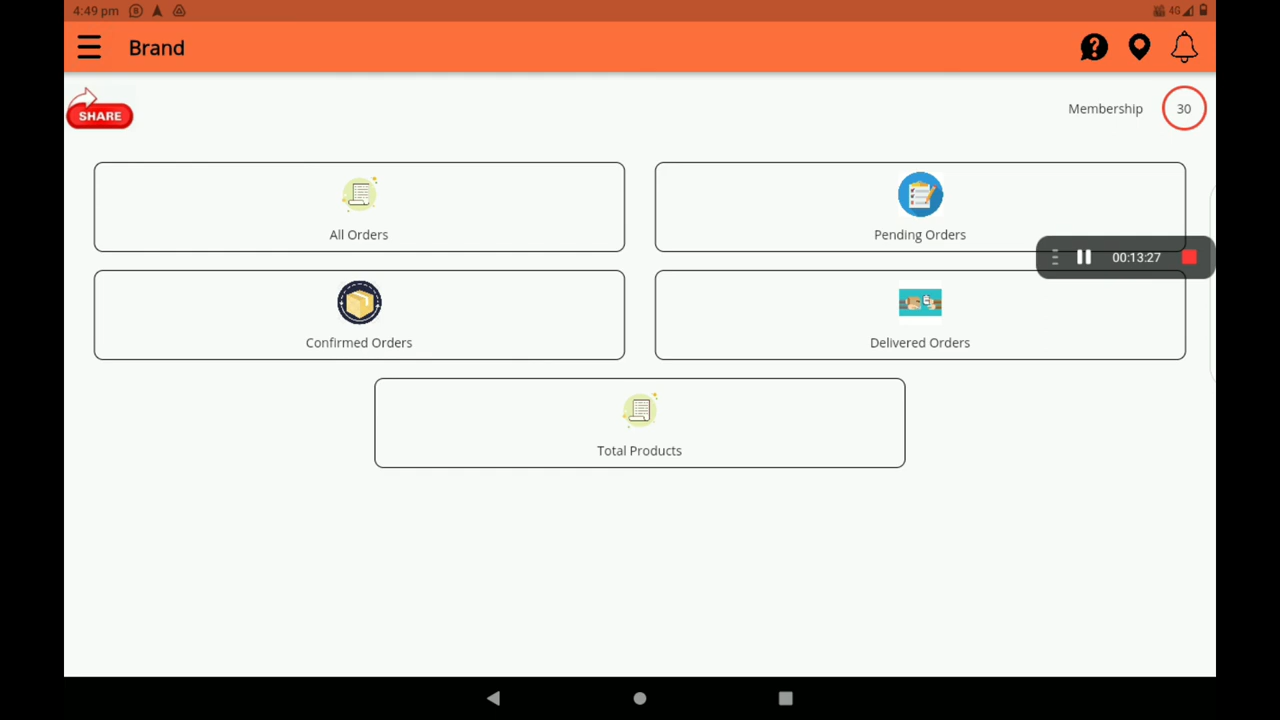 4:49 pm
4G
Brand
SHARE
Membership
30
All Orders
Pending Orders
00:13:27
Confirmed Orders
Delivered Orders
Total Products